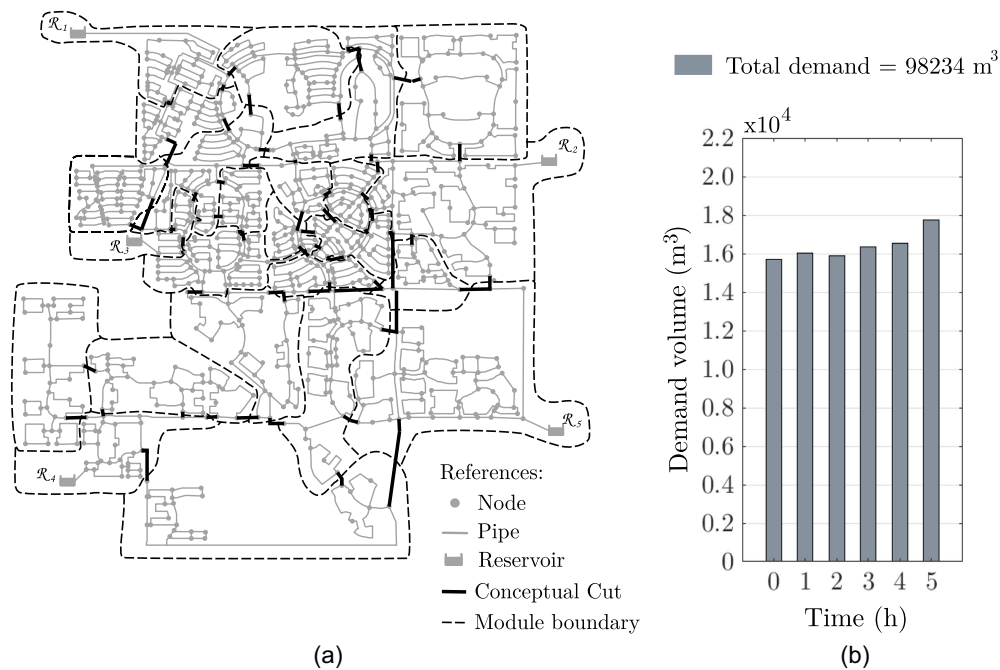 ℛ1
ℛ2
ℛ3
ℛ4
ℛ5
References:
Node
Pipe
Reservoir
Conceptual Cut
Module boundary
(a)
Total demand = 98234 m³
x10⁴
2.2
2.0
1.8
1.6
1.4
1.2
1.0
0.8
0.6
0.4
0.2
0
Demand volume (m³)
0 1 2 3 4 5
Time (h)
(b)